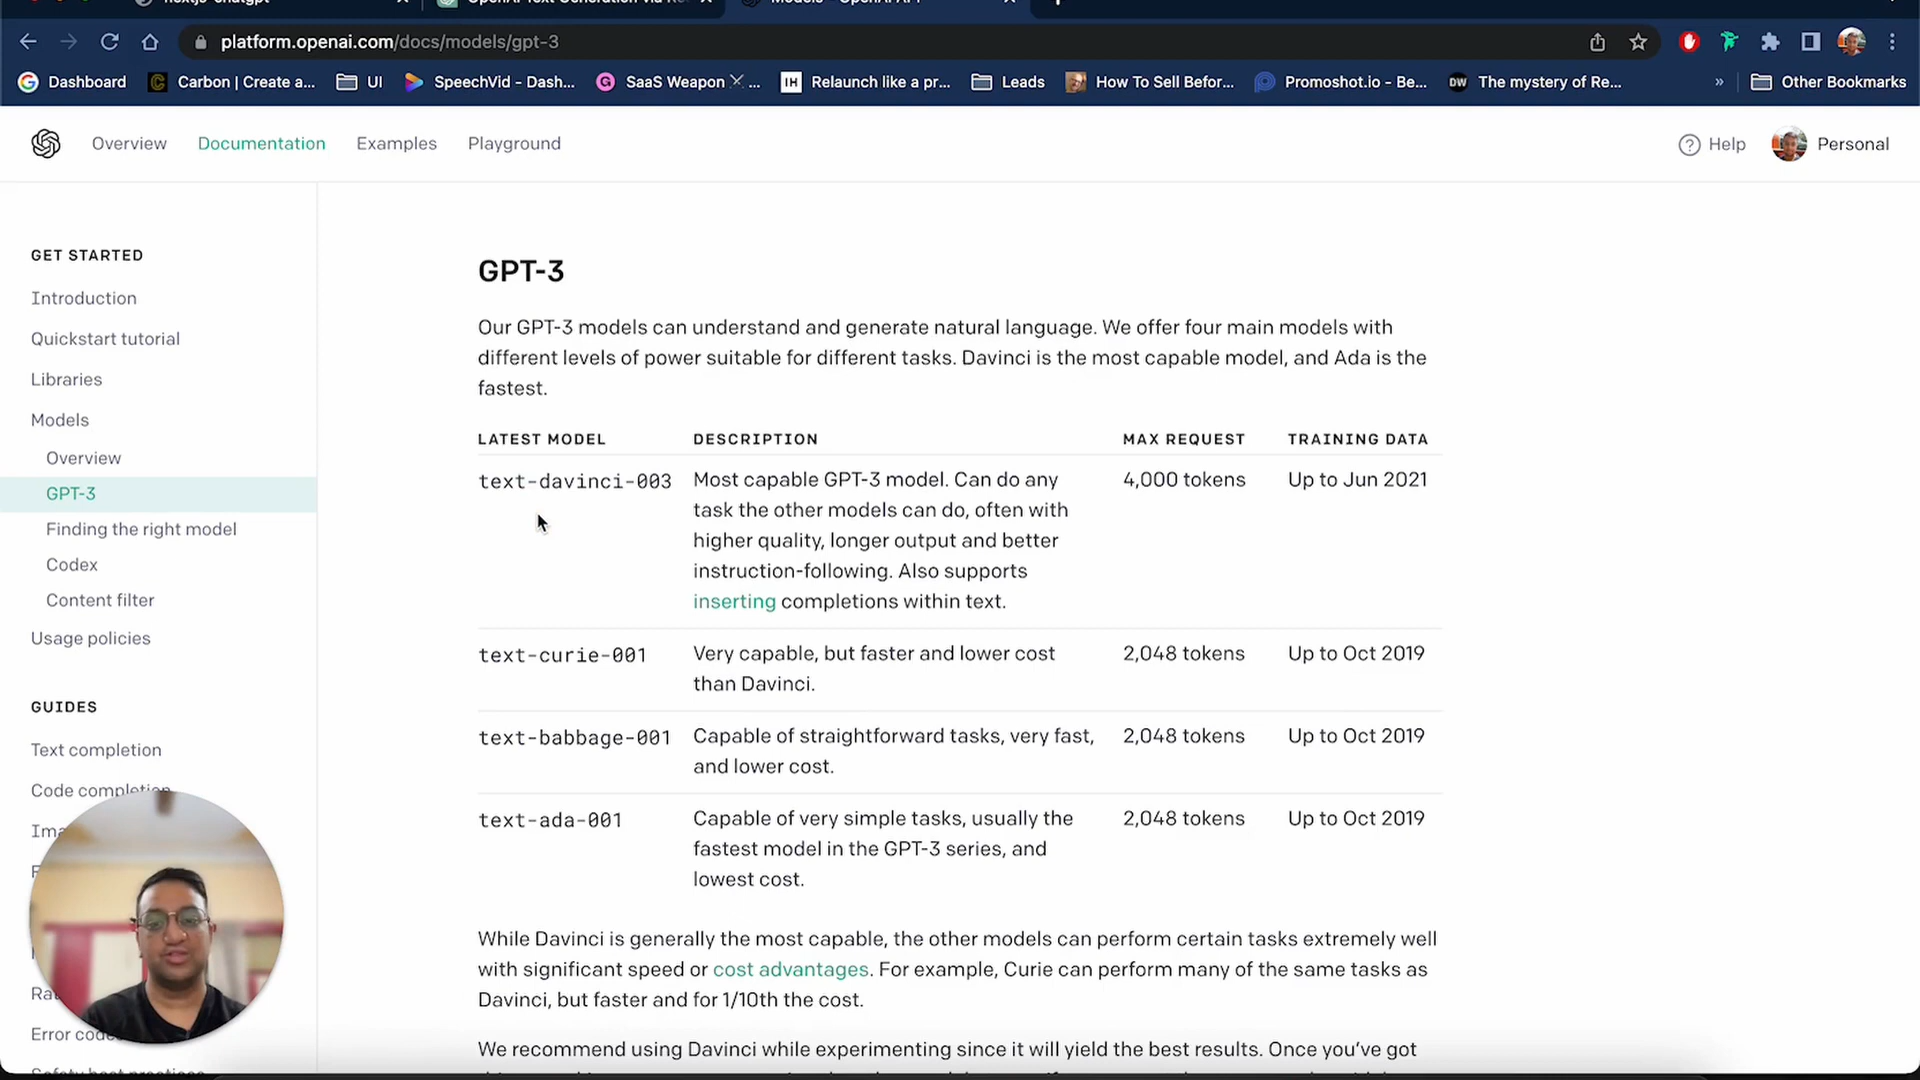 nextjs-chatgpt
platform.openai.com/docs/models/gpt-3
Dashboard
Carbon | Create a...
UI
SpeechVid - Dash...
SaaS Weapon
...
IH
Relaunch like a pr...
Leads
How To Sell Befor...
Promoshot.io - Be...
DW
The mystery of Re...
»
Other Bookmarks
Overview
Documentation
Examples
Playground
? Help
Personal
GET STARTED
Introduction
Quickstart tutorial
Libraries
Models
Overview
GPT-3
Finding the right model
Codex
Content filter
Usage policies
GUIDES
Text completion
Code completion
Error code
GPT-3
Our GPT-3 models can understand and generate natural language. We offer four main models with
different levels of power suitable for different tasks. Davinci is the most capable model, and Ada is the
fastest.
LATEST MODEL DESCRIPTION MAX REQUEST TRAINING DATA
text-davinci-003 Most capable GPT-3 model. Can do any 4,000 tokens Up to Jun 2021
task the other models can do, often with
higher quality, longer output and better
instruction-following. Also supports
inserting completions within text.
text-curie-001 Very capable, but faster and lower cost 2,048 tokens Up to Oct 2019
than Davinci.
text-babbage-001 Capable of straightforward tasks, very fast, 2,048 tokens Up to Oct 2019
and lower cost.
text-ada-001 Capable of very simple tasks, usually the 2,048 tokens Up to Oct 2019
fastest model in the GPT-3 series, and
lowest cost.
While Davinci is generally the most capable, the other models can perform certain tasks extremely well
with significant speed or cost advantages. For example, Curie can perform many of the same tasks as
Davinci, but faster and for 1/10th the cost.
We recommend using Davinci while experimenting since it will yield the best results. Once you've got